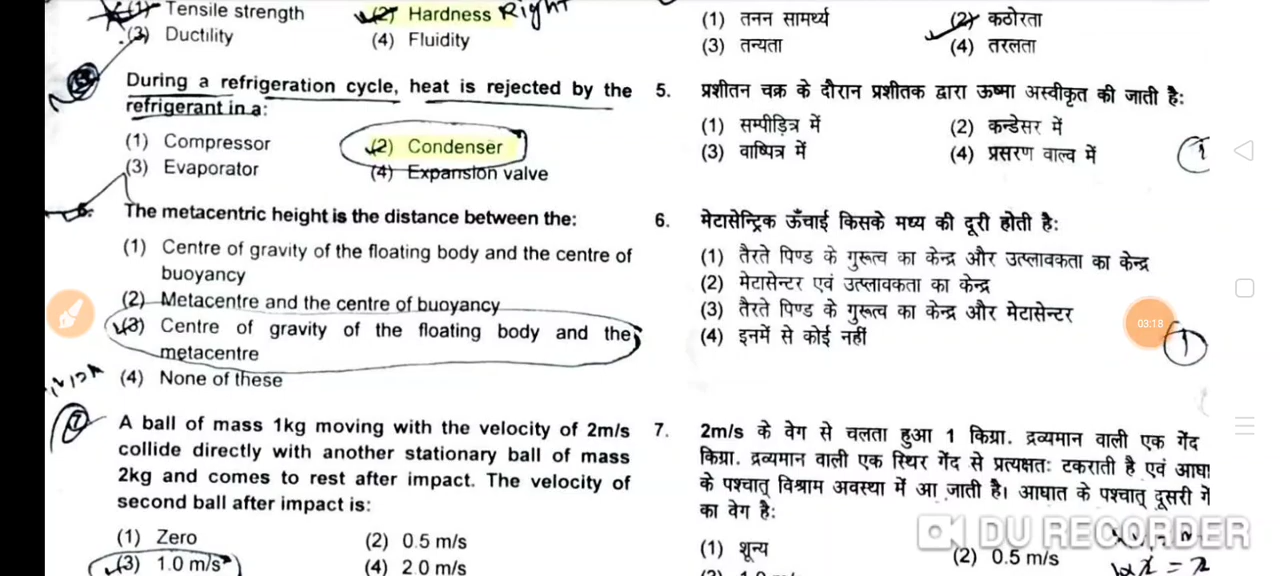 (1) Tensile strength
(2) Hardness Right
(3) Ductility
(4) Fluidity
During a refrigeration cycle, heat is rejected by the
refrigerant in a:
(1) Compressor
(2) Condenser
(3) Evaporator
(4) Expansion valve
6. The metacentric height is the distance between the:
(1) Centre of gravity of the floating body and the centre of
buoyancy
(2) Metacentre and the centre of buoyancy
(3) Centre of gravity of the floating body and the
metacentre
(4) None of these
7 A ball of mass 1kg moving with the velocity of 2m/s
collide directly with another stationary ball of mass
2kg and comes to rest after impact. The velocity of
second ball after impact is:
(1) Zero
(2) 0.5 m/s
(3) 1.0 m/s
(4) 2.0 m/s
(1) तनन सामर्थ्य
(2) कठोरता
(3) तन्यता
(4) तरलता
5. प्रशीतन चक्र के दौरान प्रशीतक द्वारा ऊष्मा अस्वीकृत की जाती है:
(1) सम्पीड़ित्र में
(2) कन्डेसर में
(3) वाष्पित्र में
(4) प्रसरण वाल्व में
6. मेटासेन्ट्रिक ऊँचाई किसके मध्य की दूरी होती है:
(1) तैरते पिण्ड के गुरूत्व का केन्द्र और उत्प्लावकता का केन्द्र
(2) मेटासेन्टर एवं उत्प्लावकता का केन्द्र
(3) तैरते पिण्ड के गुरूत्व का केन्द्र और मेटासेन्टर
(4) इनमें से कोई नहीं
03:18
1
7. 2m/s के वेग से चलता हुआ 1 किग्रा. द्रव्यमान वाली एक गेंद
किग्रा. द्रव्यमान वाली एक स्थिर गेंद से प्रत्यक्षतः टकराती है एवं आघा
के पश्चात् विश्राम अवस्था में आ जाती है। आघात के पश्चात् दूसरी गे
का वेग है:
(1) शून्य
(2) 0.5 m/s
DU RECORDER